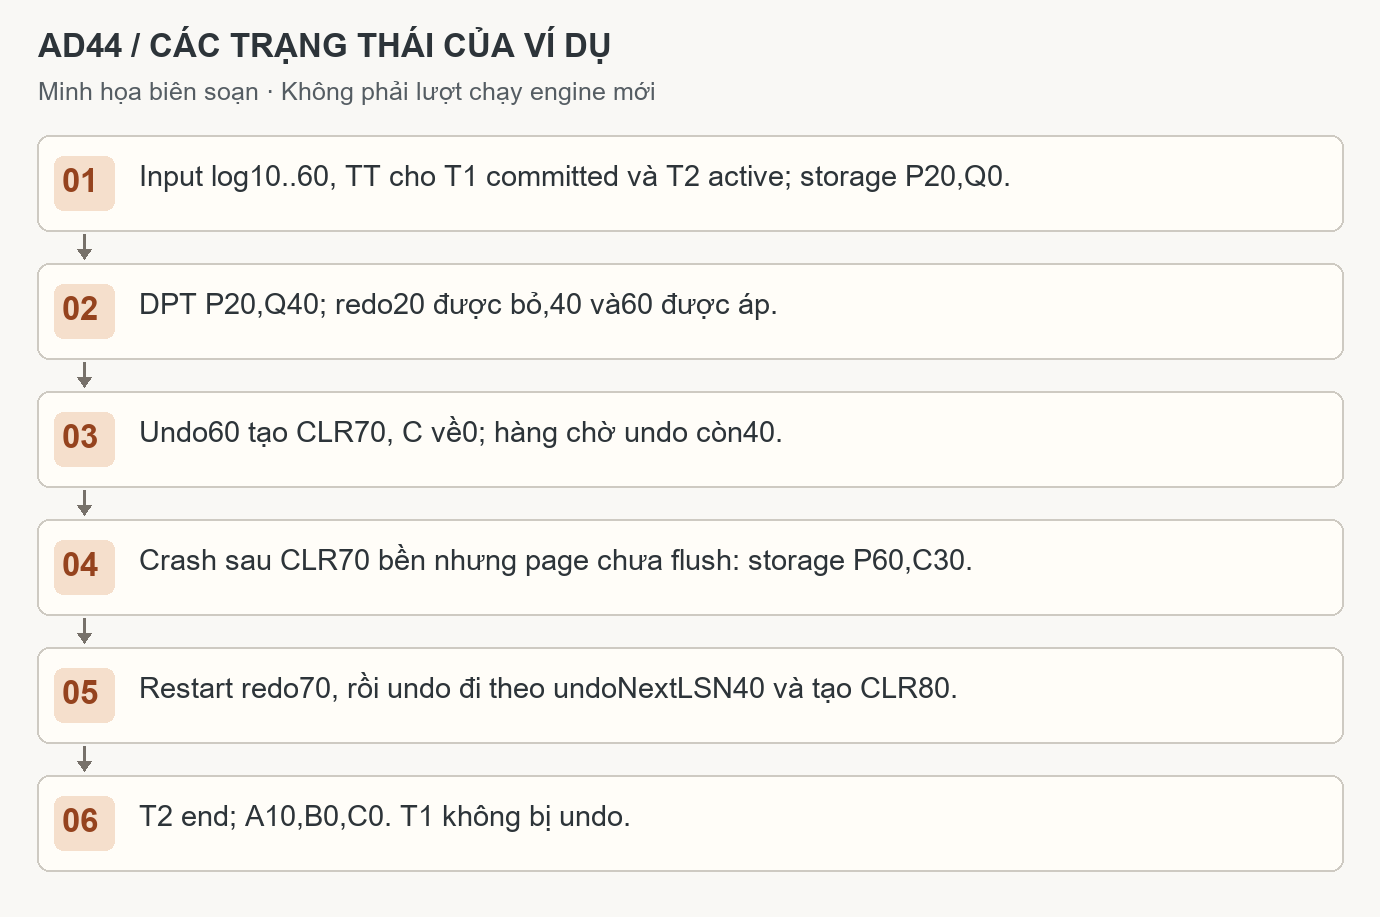 AD44 / CÁC TRẠNG THÁI CỦA VÍ DỤ
Minh họa biên soạn · Không phải lượt chạy engine mới
01 Input log10..60, TT cho T1 committed và T2 active; storage P20,Q0.
02 DPT P20,Q40; redo20 được bỏ,40 và60 được áp.
03 Undo60 tạo CLR70, C về0; hàng chờ undo còn40.
04 Crash sau CLR70 bền nhưng page chưa flush: storage P60,C30.
05 Restart redo70, rồi undo đi theo undoNextLSN40 và tạo CLR80.
06 T2 end; A10,B0,C0. T1 không bị undo.